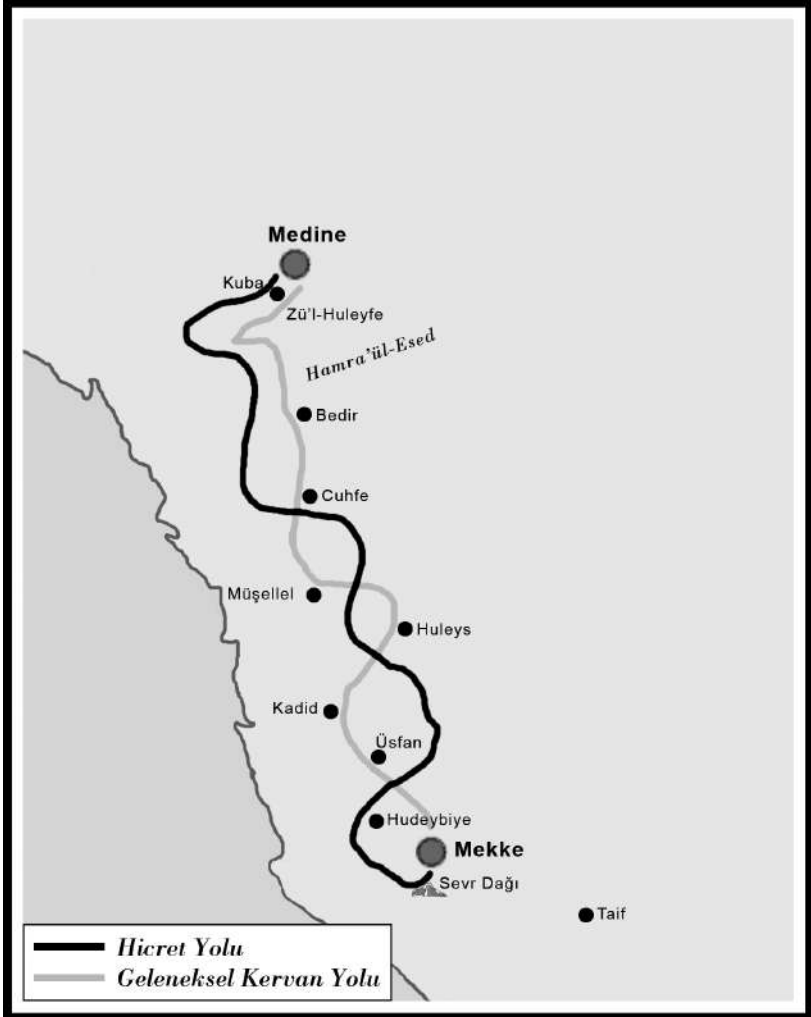 Medine
Kuba
Zü'l-Huleyfe
Hamra'ül-Esed
Bedir
Cuhfe
Müşellel
Huleys
Kadid
Üsfan
Hudeybiye
Mekke
Sevr Dağı
Taif
Hicret Yolu
Geleneksel Kervan Yolu